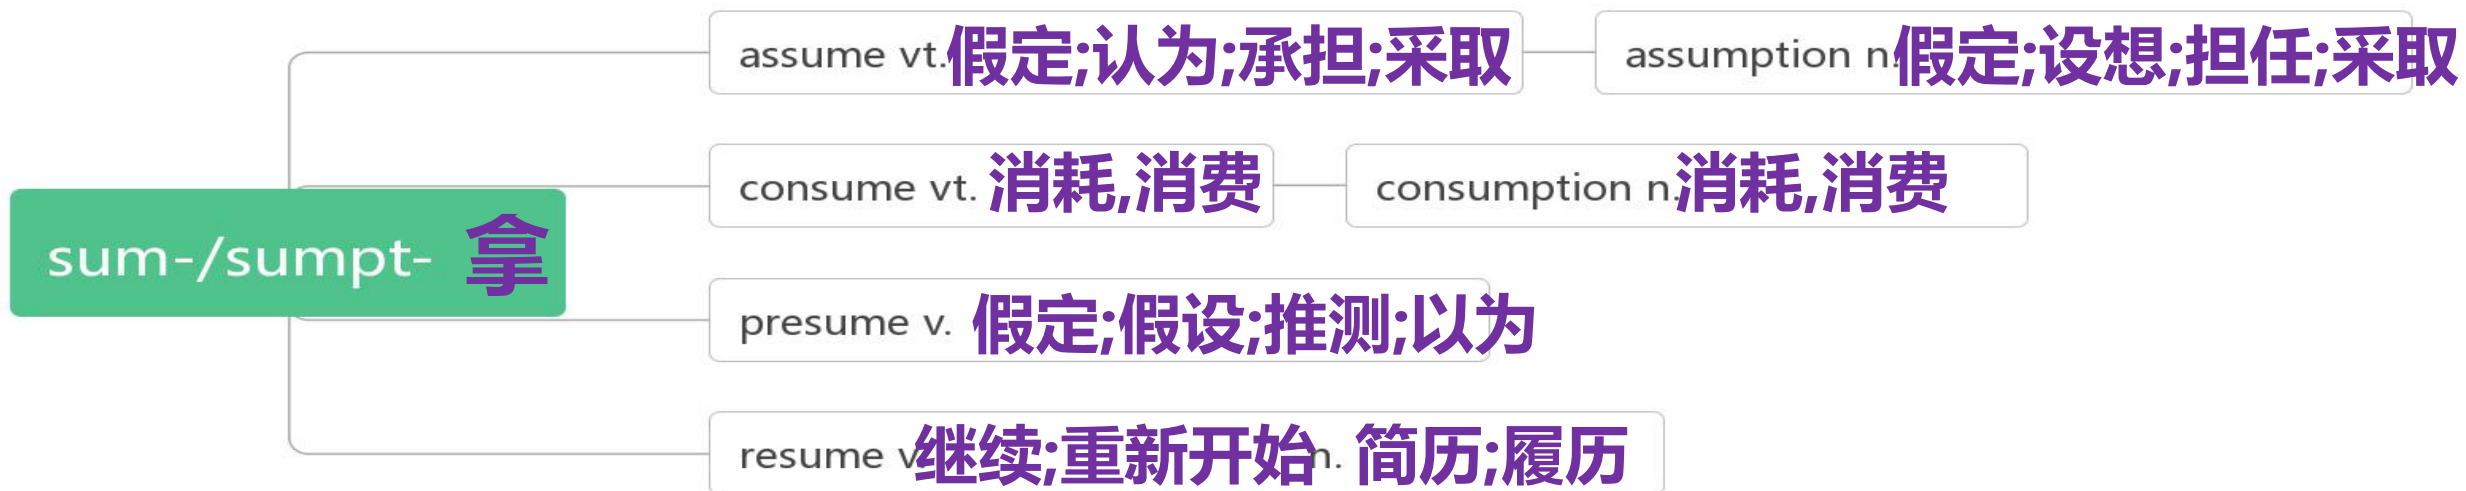 assume vt.假定;认为;承担;采取
assumption n.假定;设想;担任;采取
consume vt. 消耗,消费
consumption n.消耗,消费
sum-/sumpt- 拿
presume v. 假定;假设;推测;以为
resume v.继续;重新开始 n. 简历;履历